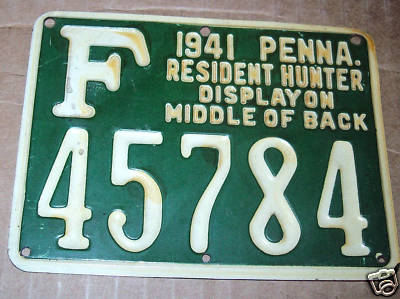 F
1941 PENNA.
RESIDENT HUNTER
DISPLAY ON
MIDDLE OF BACK
45784